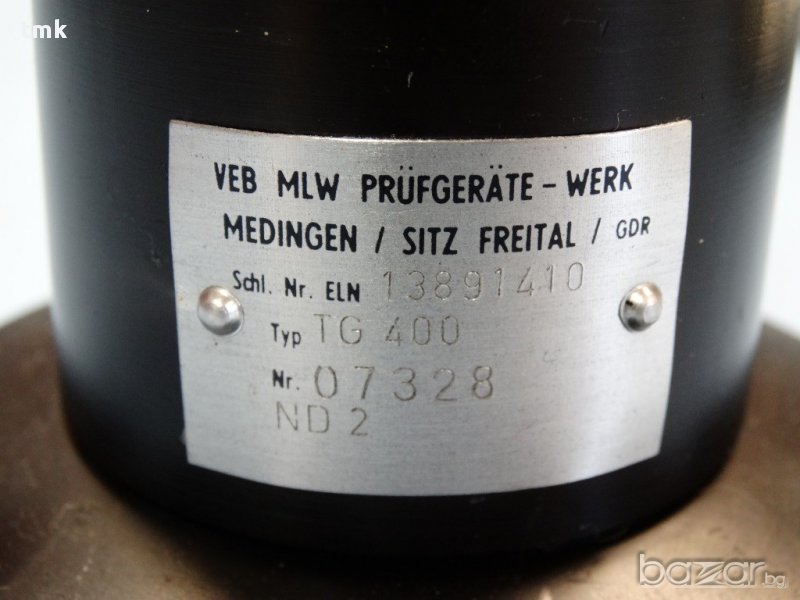 tmk
VEB MLW PRÜFGERÄTE - WERK
MEDINGEN / SITZ FREITAL / GDR
Schl. Nr. ELN 13891410
Typ TG 400
Nr. 07328
ND 2
bazar.bg